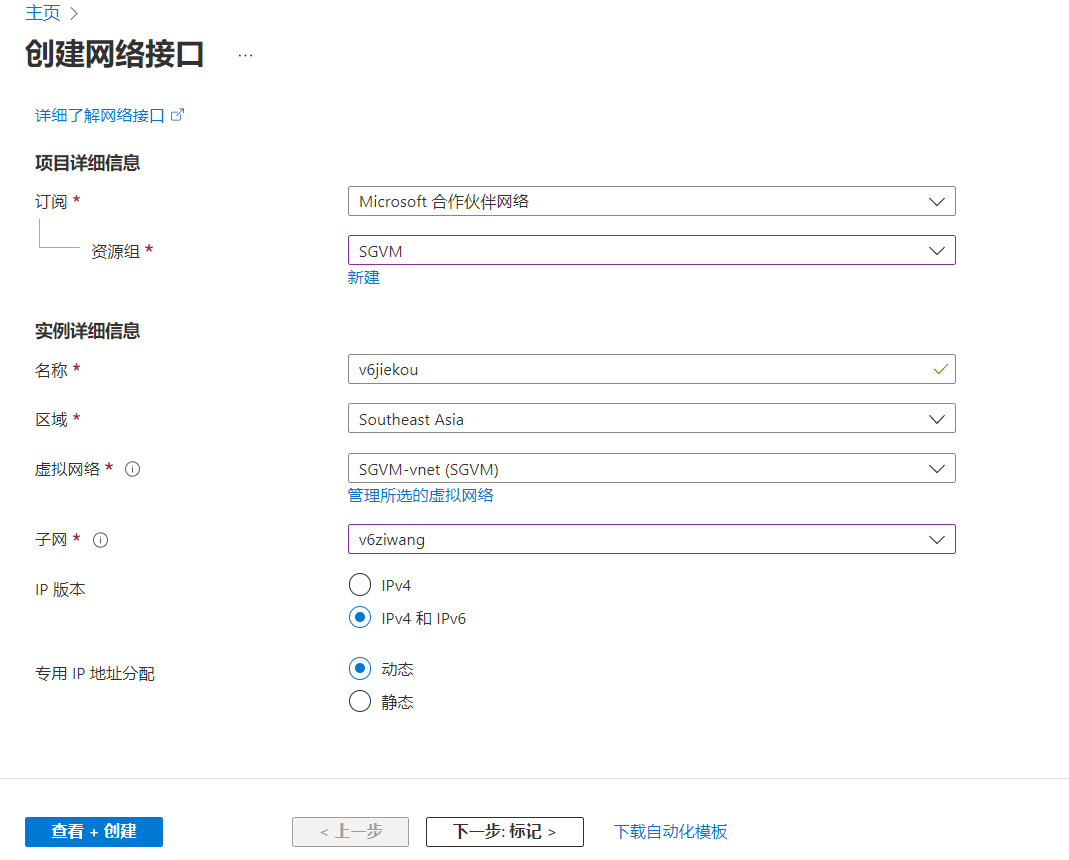 主页 >
创建网络接口 ...
详细了解网络接口
项目详细信息
订阅 * Microsoft 合作伙伴网络
资源组 * SGVM
新建
实例详细信息
名称 * v6jiekou
区域 * Southeast Asia
虚拟网络 * SGVM-vnet (SGVM)
管理所选的虚拟网络
子网 * v6ziwang
IP 版本 IPv4
IPv4 和 IPv6
专用 IP 地址分配 动态
静态
查看 + 创建 < 上一步 下一步: 标记 > 下载自动化模板